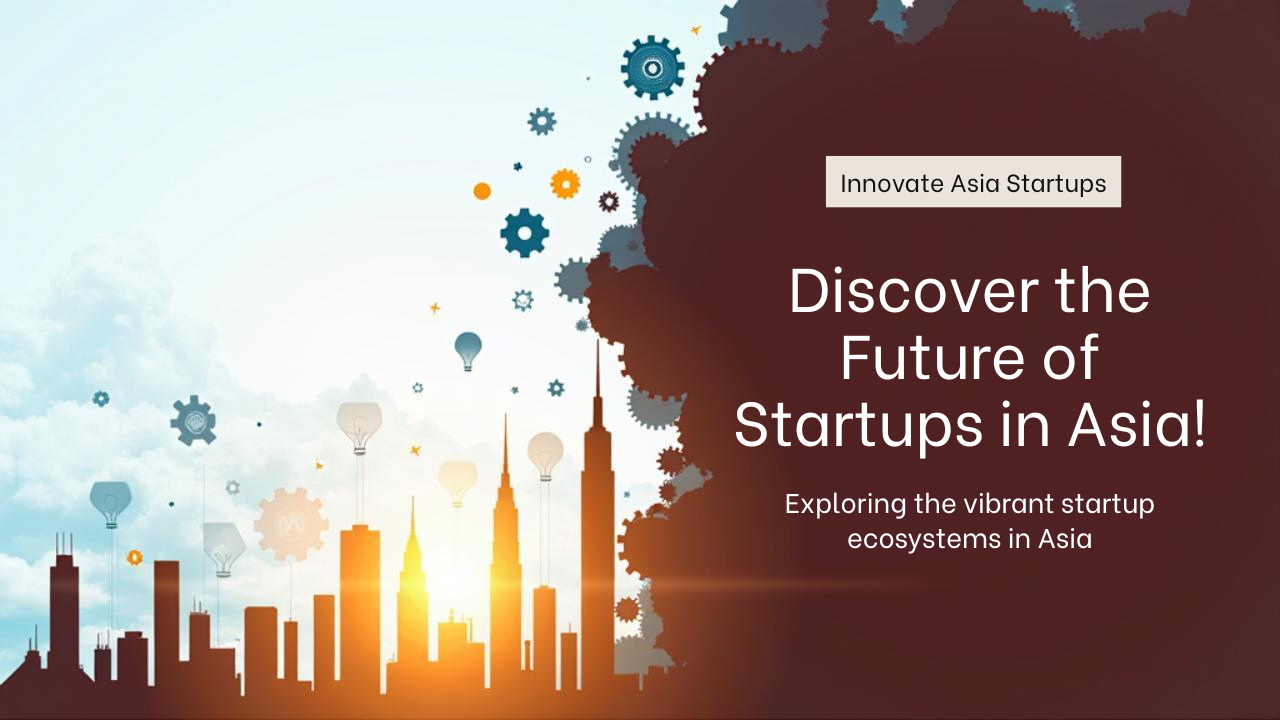 Innovate Asia Startups
Discover the
Future of
Startups in Asia!
Exploring the vibrant startup
ecosystems in Asia